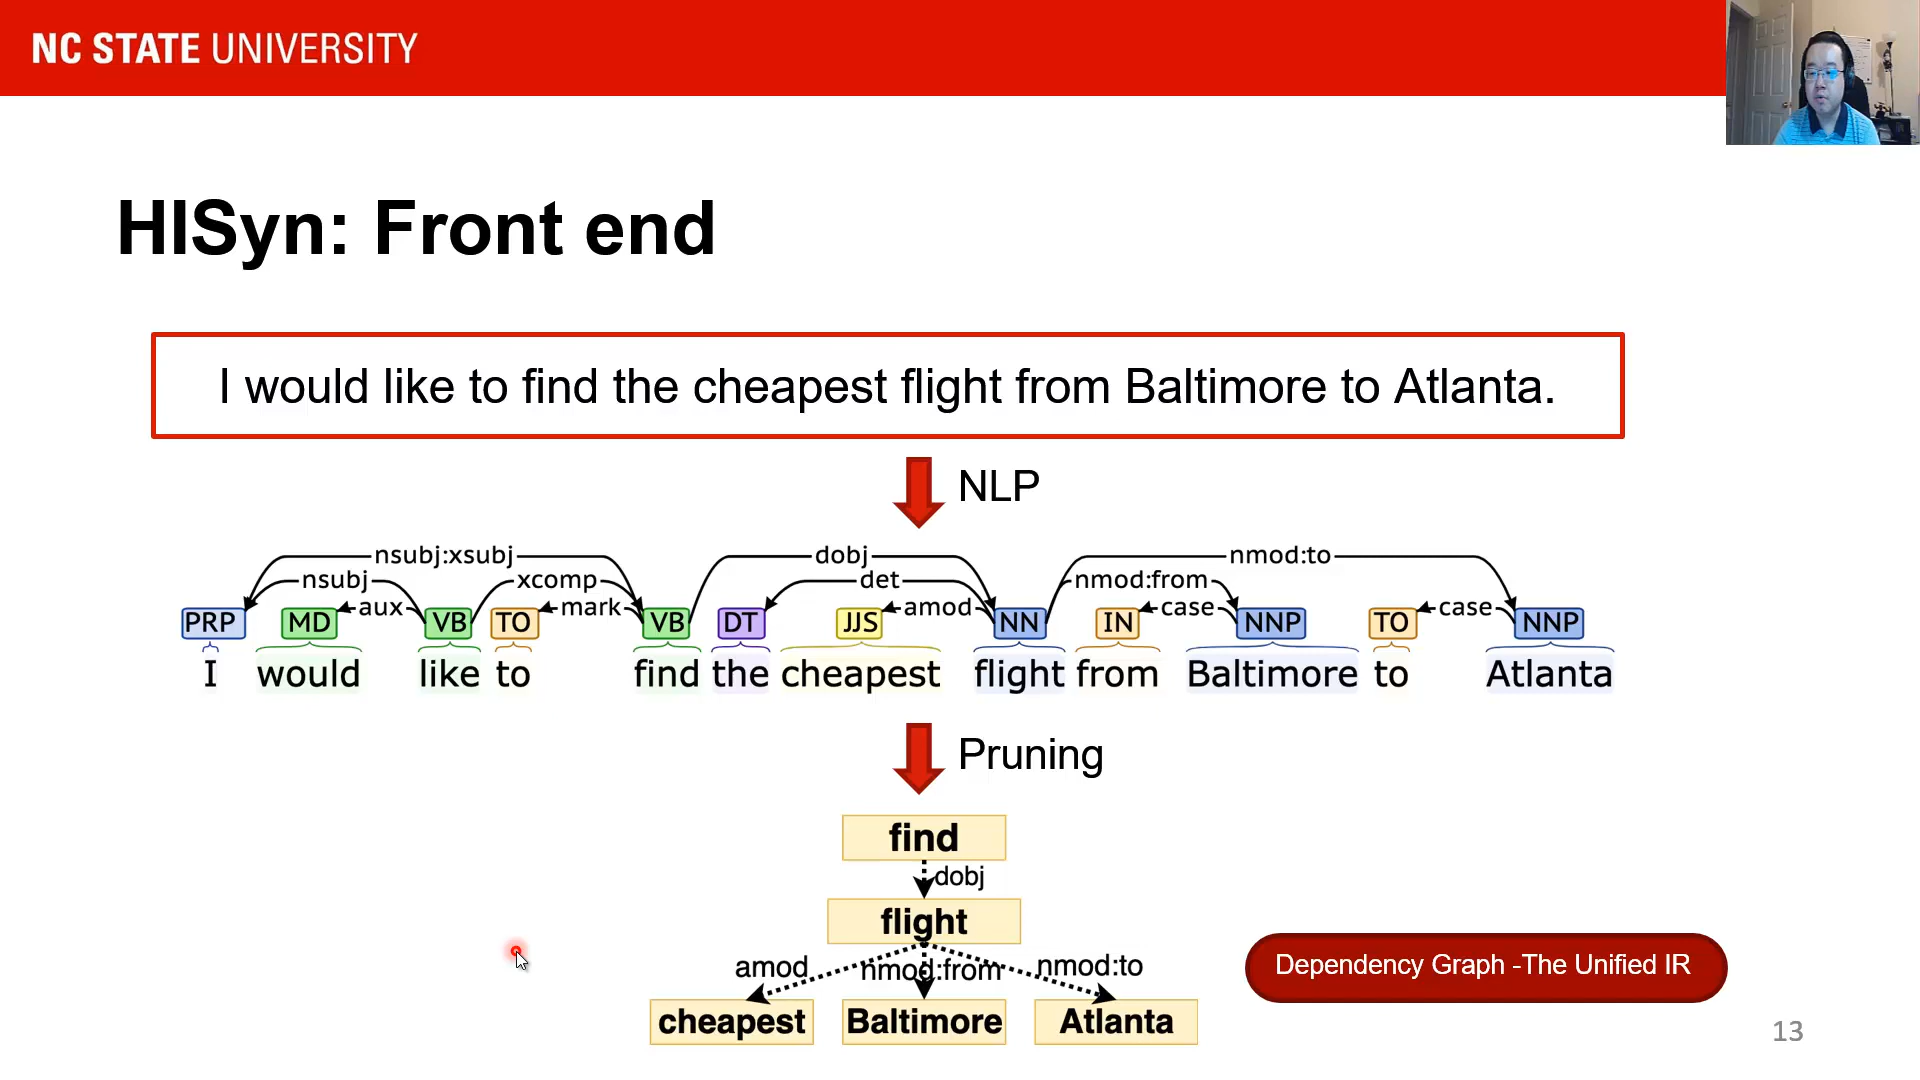 NC STATE UNIVERSITY
HISyn: Front end
I would like to find the cheapest flight from Baltimore to Atlanta.
NLP
nsubj:xsubj dobj nmod:to
nsubj xcomp det nmod:from
aux mark amod case case
PRP MD VB TO VB DT JJS NN IN NNP TO NNP
I would like to find the cheapest flight from Baltimore to Atlanta
Pruning
find
dobj
flight
amod nmod:from nmod:to
cheapest Baltimore Atlanta
Dependency Graph -The Unified IR
13